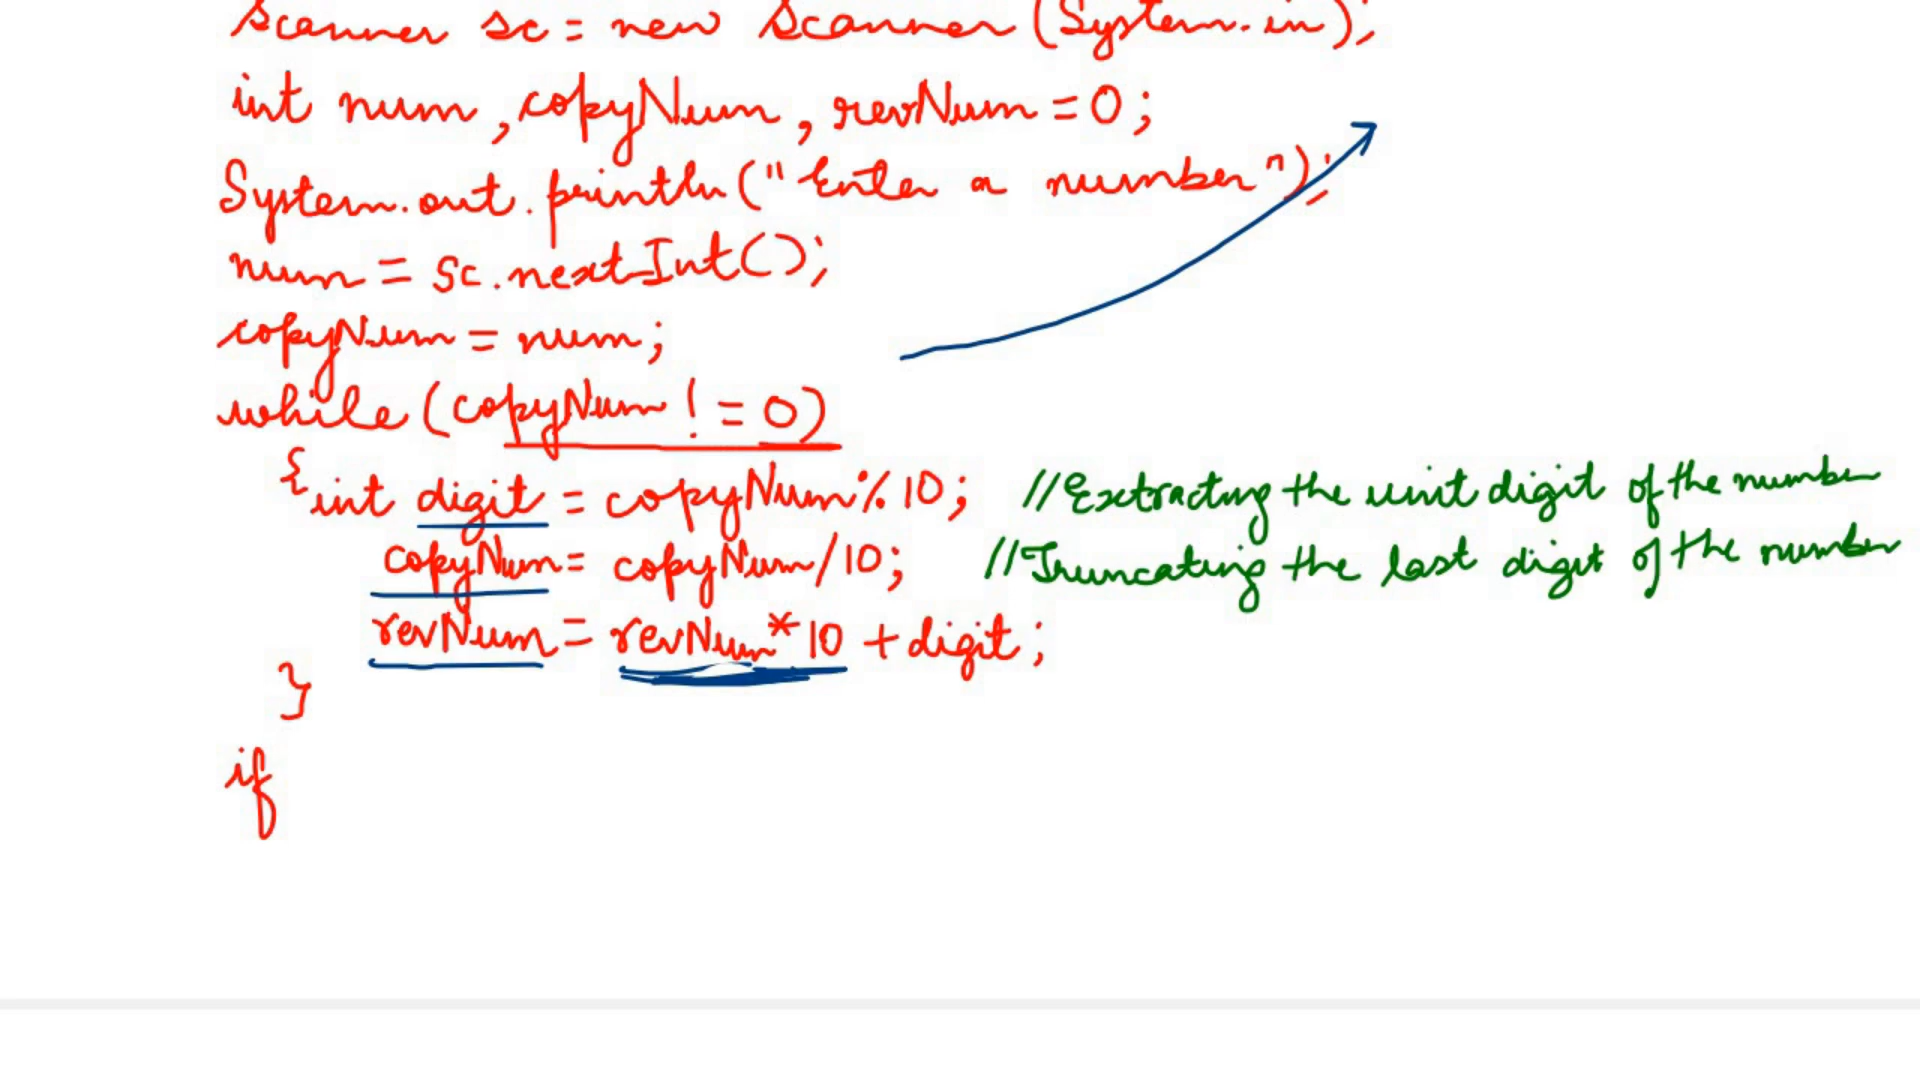 Scanner sc = new Scanner (System.in);
int num, copyNum, revNum = 0;
System.out.println("Enter a number");
num = sc.nextInt();
copyNum = num;
while (copyNum ! = 0)
{int digit = copyNum % 10; //Extracting the unit digit of the number
copyNum = copyNum/10; //Truncating the last digit of the number
revNum = revNum * 10 + digit;
}
if